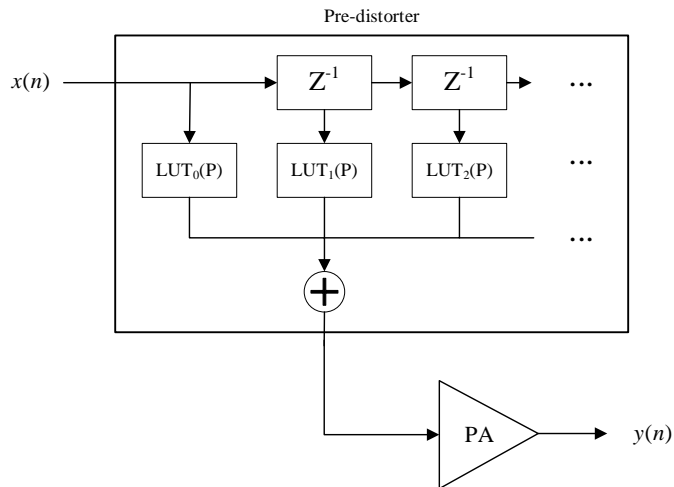 Pre-distorter
x(n)
Z⁻¹ Z⁻¹ ...
LUT₀(P) LUT₁(P) LUT₂(P) ...
...
+
PA
y(n)